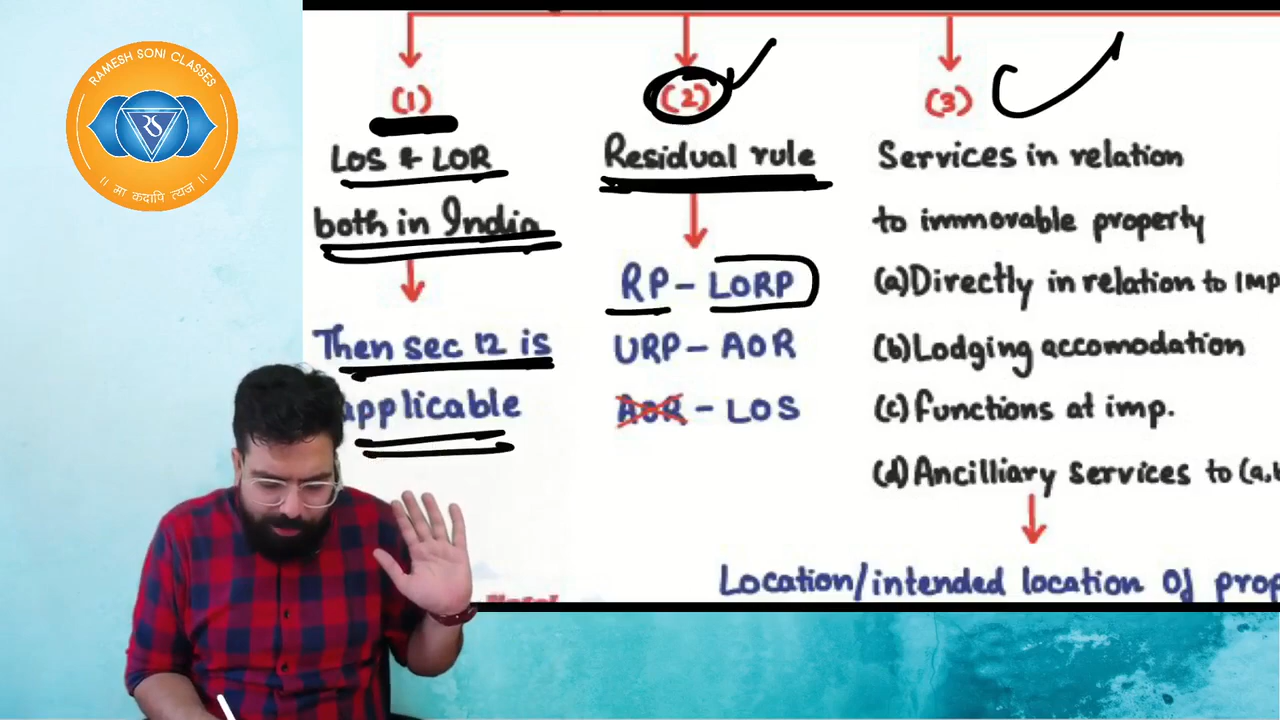 RAMESH SONI CLASSES
RS
॥ मा कदापि त्यज ॥
(1)
LOS & LOR
both in India
Then sec 12 is
applicable
(2)
Residual rule
RP - LORP
URP - AOR
AOR - LOS
(3)
Services in relation
to immovable property
(a) Directly in relation to IMP
(b) Lodging accomodation
(c) Functions at imp.
(d) Ancilliary services to (a,
Location/intended location of prop